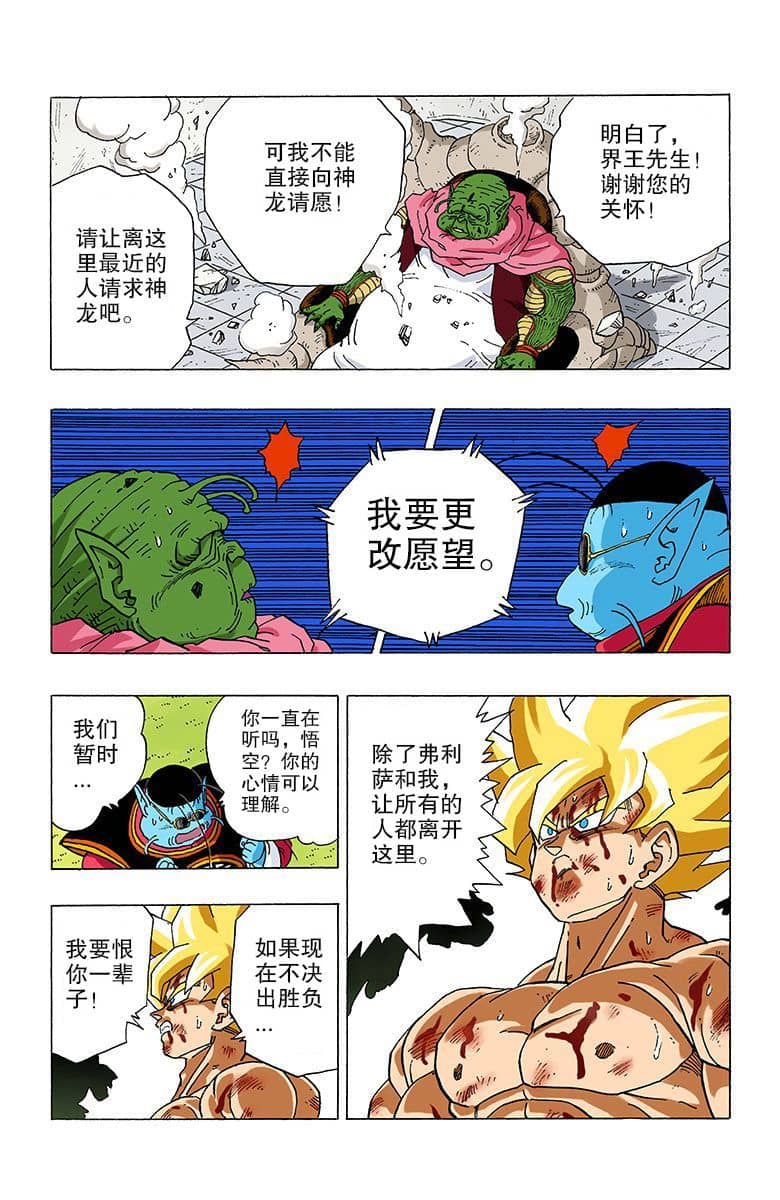 明白了，
界王先生！
谢谢您的
关怀！
可我不能
直接向神
龙请愿！
请让离这
里最近的
人请求神
龙吧。
我要更
改愿望。
除了弗利
萨和我，
让所有的
人都离开
这里。
你一直在
听吗，悟
空？你的
心情可以
理解。
我们
暂时
...
如果现
在不决
出胜负
...
我要恨
你一辈
子！